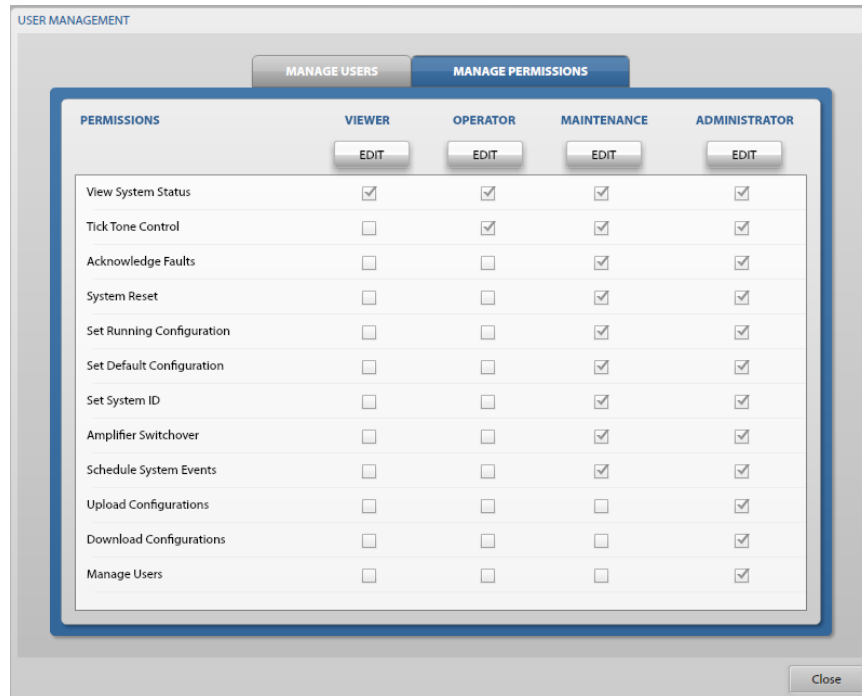 USER MANAGEMENT
MANAGE USERS MANAGE PERMISSIONS
PERMISSIONS VIEWER OPERATOR MAINTENANCE ADMINISTRATOR
EDIT EDIT EDIT EDIT
View System Status
Tick Tone Control
Acknowledge Faults
System Reset
Set Running Configuration
Set Default Configuration
Set System ID
Amplifier Switchover
Schedule System Events
Upload Configurations
Download Configurations
Manage Users
Close